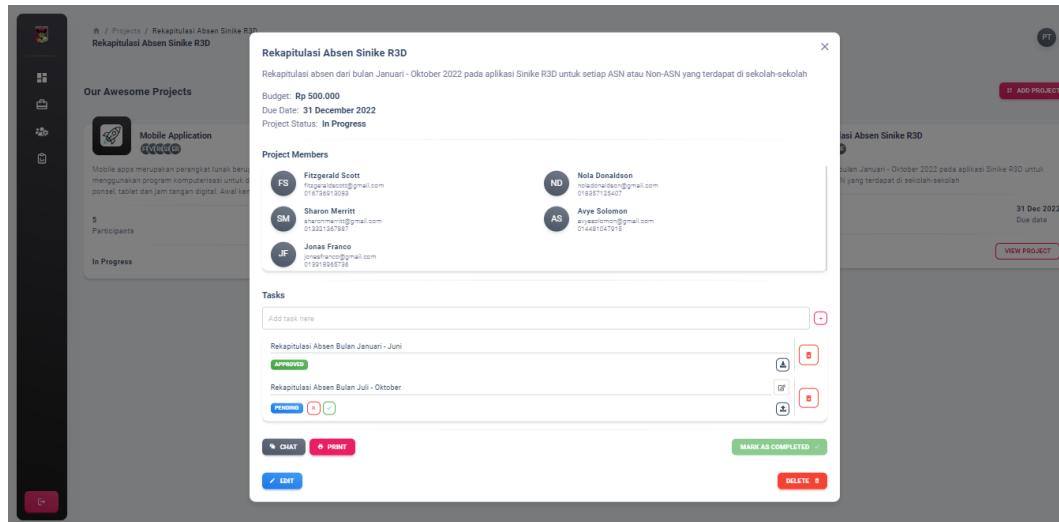 / Projects / Rekapitulasi Absen Sinike R3D
Rekapitulasi Absen Sinike R3D
PT
Our Awesome Projects
ADD PROJECT
Mobile Application
Mobile apps merupakan perangkat lunak
menggunakan program komputerisasi untuk
ponsel, tablet dan jam tangan digital. Awal
5
Participants
In Progress
Rekapitulasi Absen Sinike R3D
×
Rekapitulasi absen dari bulan Januari - Oktober 2022 pada aplikasi Sinike R3D untuk setiap ASN atau Non-ASN yang terdapat di sekolah-sekolah
Budget: Rp 500.000
Due Date: 31 December 2022
Project Status: In Progress
Project Members
FS
Fitzgerald Scott
fitzgeraldscott@gmail.com
016736913093
ND
Nola Donaldson
noladonaldson@gmail.com
018357125407
SM
Sharon Merritt
sharonmerritt@gmail.com
013321367887
AS
Avye Solomon
avyesolomon@gmail.com
014481047915
JF
Jonas Franco
jonasfranco@gmail.com
013919965736
Tasks
Add task here
+
Rekapitulasi Absen Bulan Januari - Juni
APPROVED
Rekapitulasi Absen Bulan Juli - Oktober
PENDING
CHAT
PRINT
MARK AS COMPLETED
EDIT
DELETE
Absen Sinike R3D
Januari - Oktober 2022 pada aplikasi Sinike R3D untuk
yang terdapat di sekolah-sekolah
31 Dec 2022
Due date
VIEW PROJECT